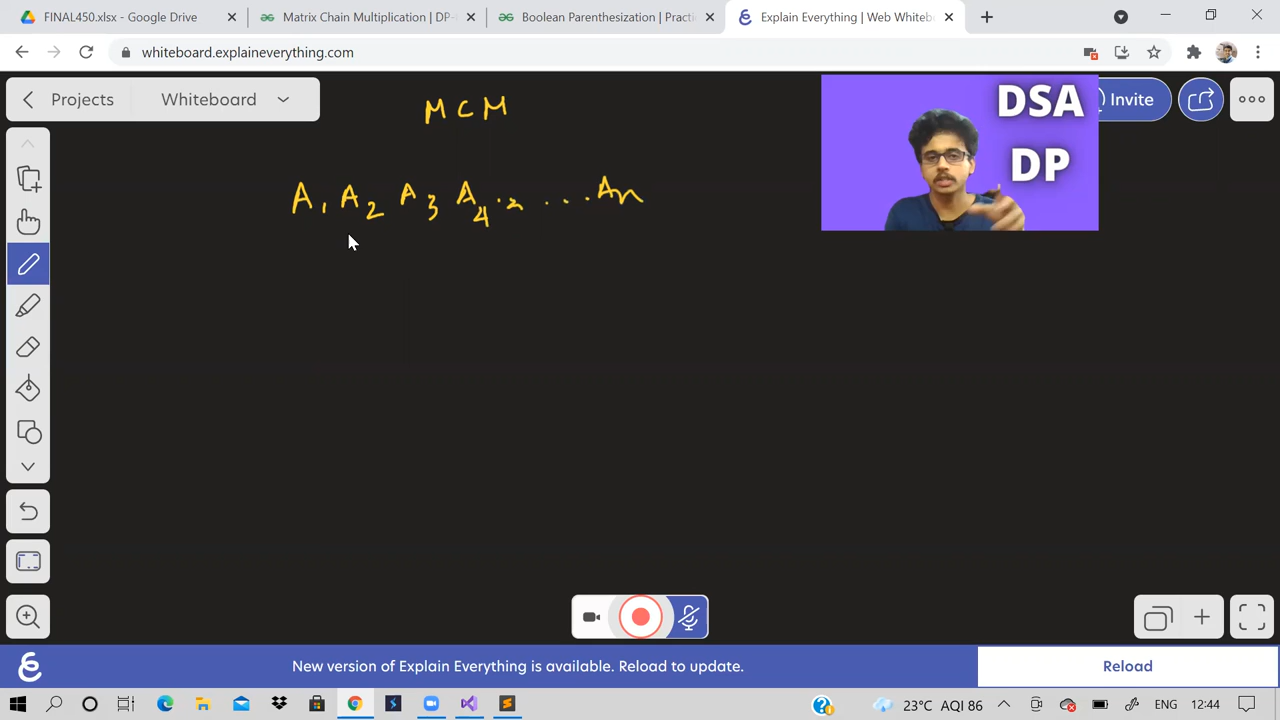 FINAL450.xlsx - Google Drive
Matrix Chain Multiplication | DP-
Boolean Parenthesization | Practi
Explain Everything | Web Whiteb
whiteboard.explaineverything.com
Projects
Whiteboard
M C M
DSA
DP
Invite
A1 A2 A3 A4 . . . . . An
New version of Explain Everything is available. Reload to update.
Reload
23°C AQI 86
ENG
12:44